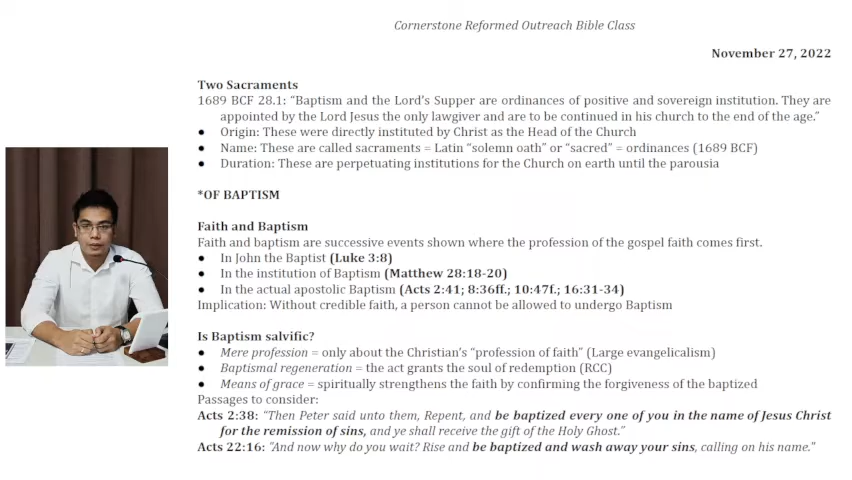 Cornerstone Reformed Outreach Bible Class
November 27, 2022
Two Sacraments
1689 BCF 28.1: “Baptism and the Lord’s Supper are ordinances of positive and sovereign institution. They are
appointed by the Lord Jesus the only lawgiver and are to be continued in his church to the end of the age.”
● Origin: These were directly instituted by Christ as the Head of the Church
● Name: These are called sacraments = Latin “solemn oath” or “sacred” = ordinances (1689 BCF)
● Duration: These are perpetuating institutions for the Church on earth until the parousia
*OF BAPTISM
Faith and Baptism
Faith and baptism are successive events shown where the profession of the gospel faith comes first.
● In John the Baptist (Luke 3:8)
● In the institution of Baptism (Matthew 28:18-20)
● In the actual apostolic Baptism (Acts 2:41; 8:36ff.; 10:47f.; 16:31-34)
Implication: Without credible faith, a person cannot be allowed to undergo Baptism
Is Baptism salvific?
● Mere profession = only about the Christian’s “profession of faith” (Large evangelicalism)
● Baptismal regeneration = the act grants the soul of redemption (RCC)
● Means of grace = spiritually strengthens the faith by confirming the forgiveness of the baptized
Passages to consider:
Acts 2:38: “Then Peter said unto them, Repent, and be baptized every one of you in the name of Jesus Christ
for the remission of sins, and ye shall receive the gift of the Holy Ghost.”
Acts 22:16: "And now why do you wait? Rise and be baptized and wash away your sins, calling on his name."